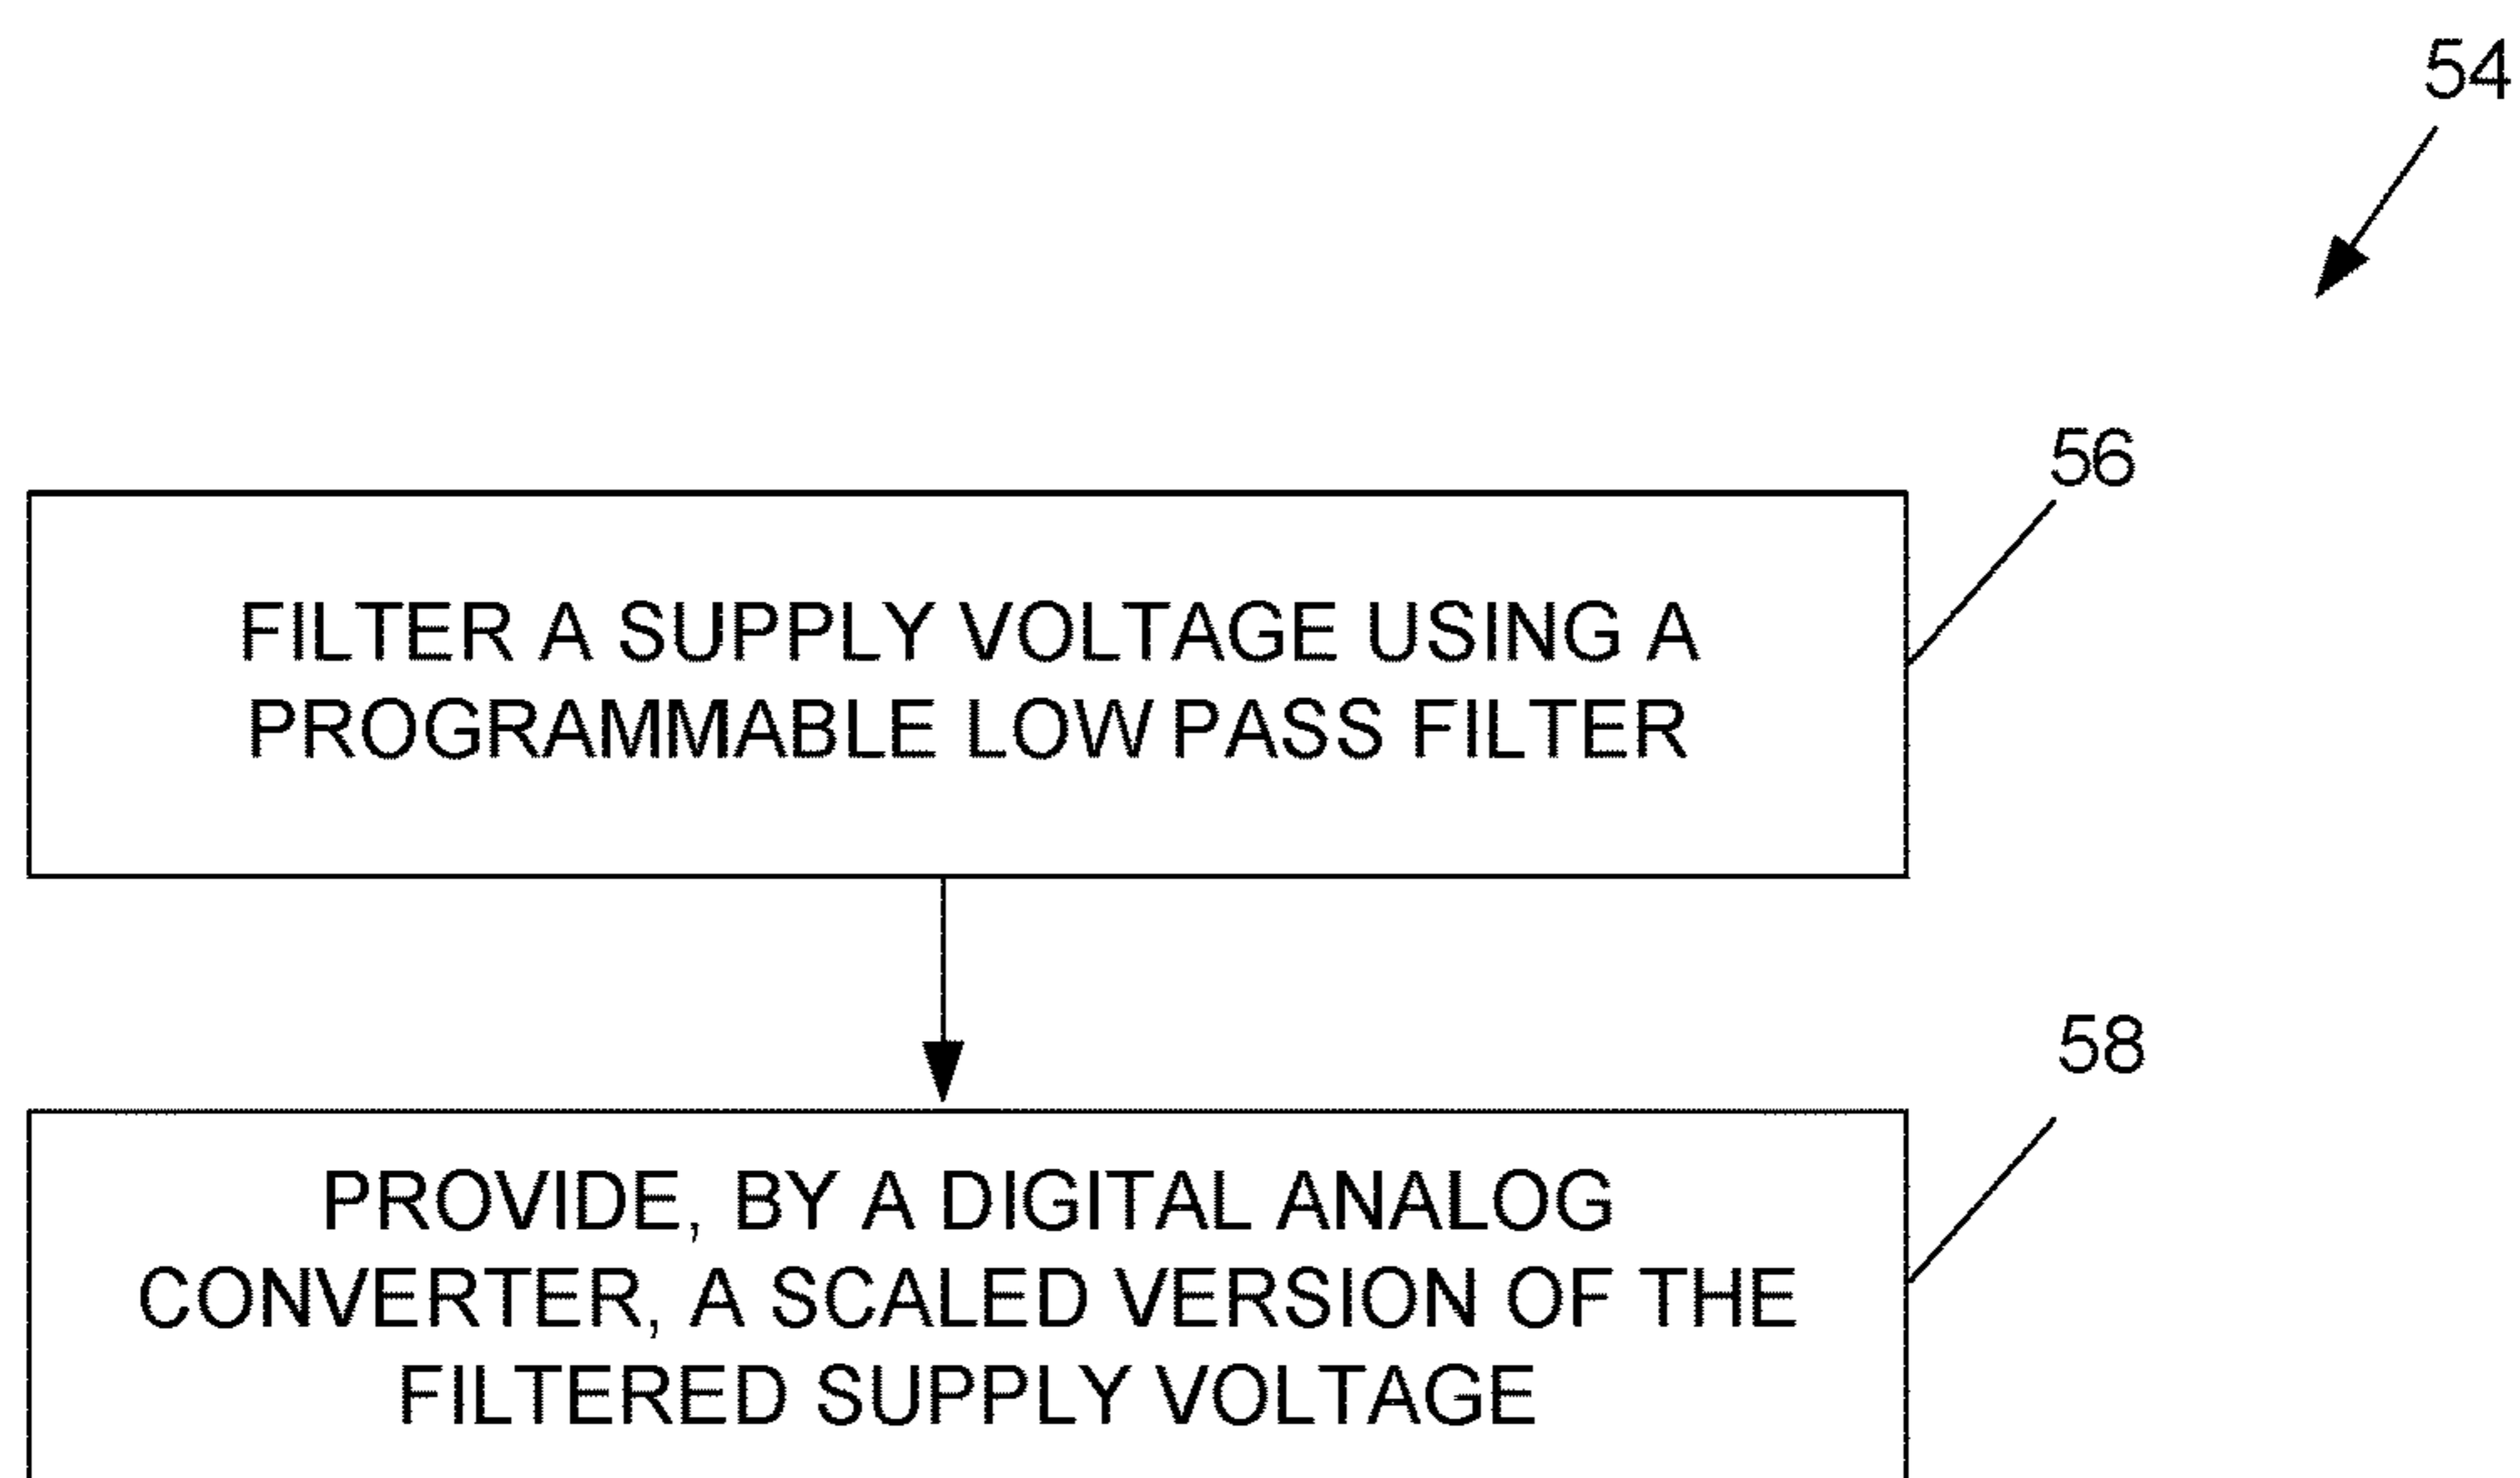 54
56
FILTER A SUPPLY VOLTAGE USING A
PROGRAMMABLE LOW PASS FILTER
58
PROVIDE, BY A DIGITAL ANALOG
CONVERTER, A SCALED VERSION OF THE
FILTERED SUPPLY VOLTAGE